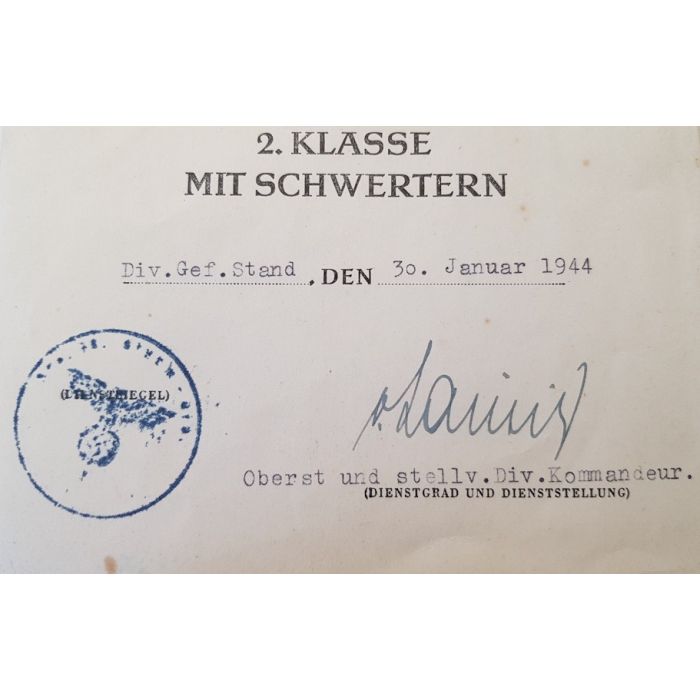 2. KLASSE
MIT SCHWERTERN
Div.Gef.Stand, DEN 30. Januar 1944
(DIENSTSIEGEL)
Oberst und stellv.Div.Kommandeur.
(DIENSTGRAD UND DIENSTSTELLUNG)